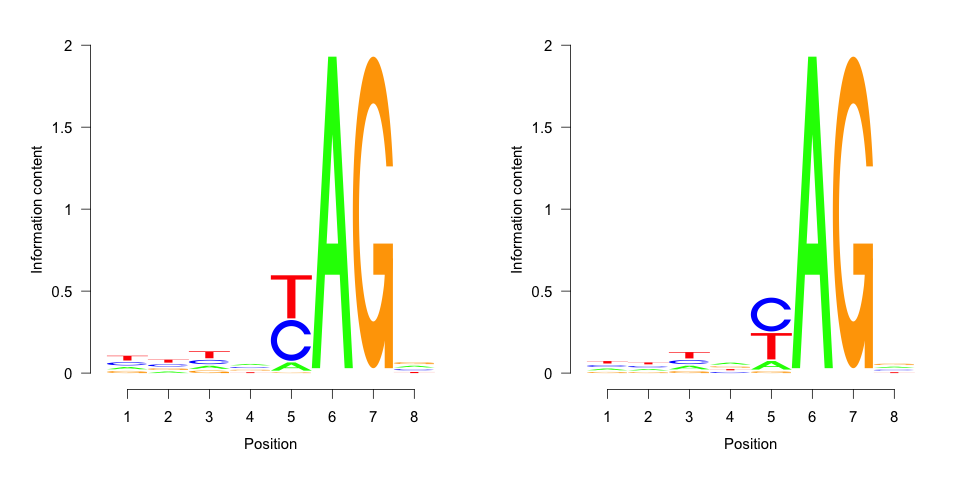 2
1.5
1
0.5
0
Information content
T
C
A
A
G
1 2 3 4 5 6 7 8
Position
2
1.5
1
0.5
0
Information content
C
T
A
A
G
1 2 3 4 5 6 7 8
Position